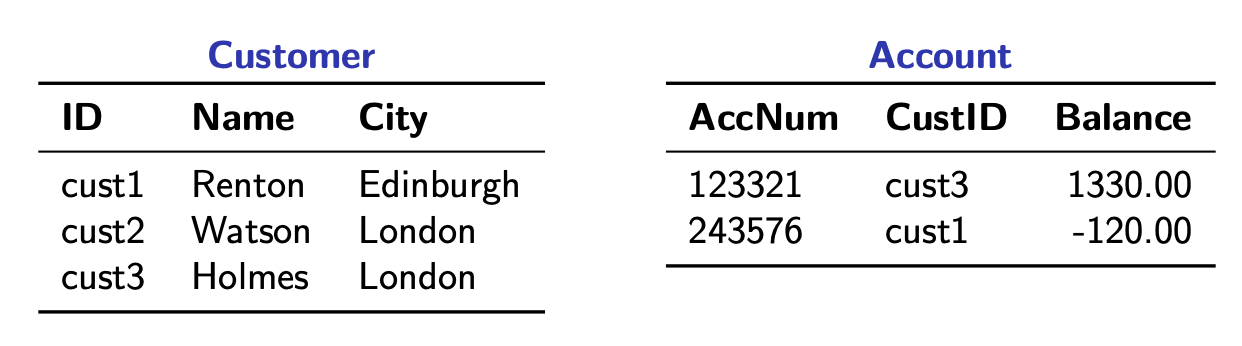 Customer
ID Name City
cust1 Renton Edinburgh
cust2 Watson London
cust3 Holmes London
Account
AccNum CustID Balance
123321 cust3 1330.00
243576 cust1 -120.00